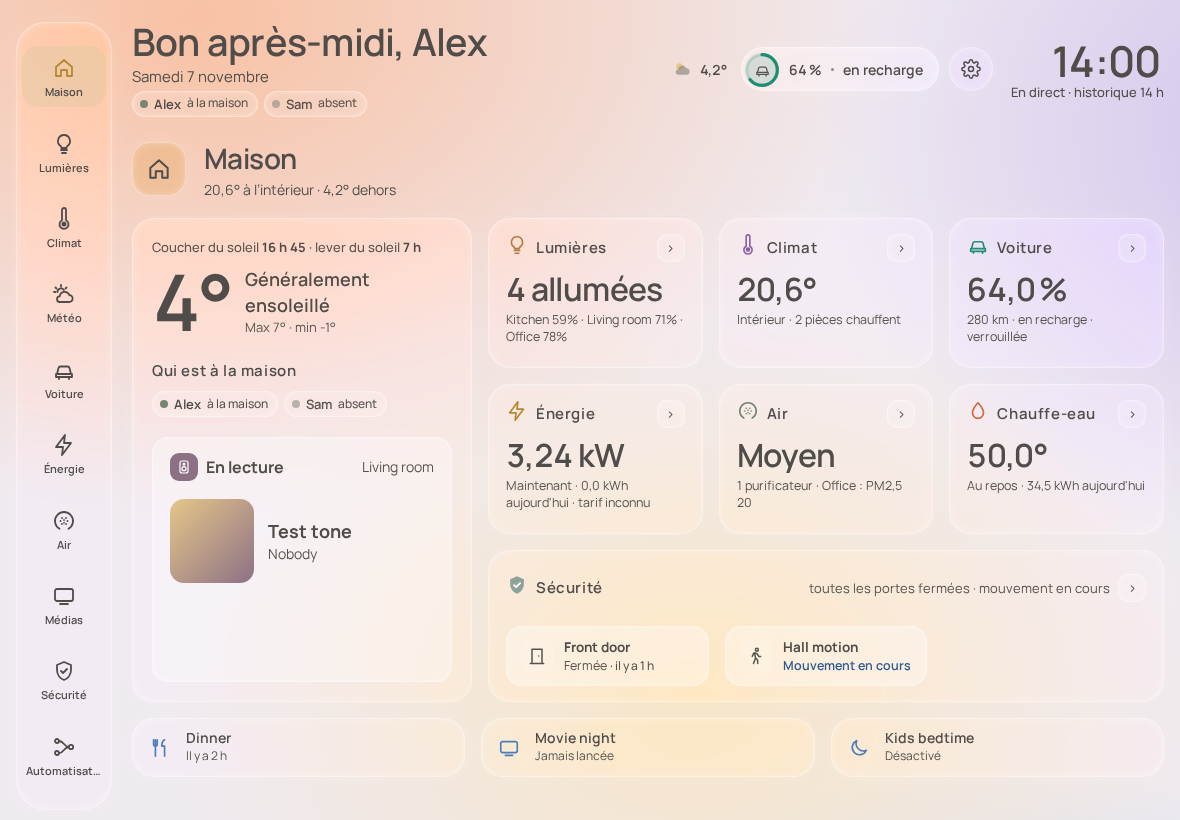 Bon après-midi, Alex
Samedi 7 novembre
Alex à la maison
Sam absent
4,2°
64 % • en recharge
14:00
En direct · historique 14 h
Maison
Lumières
Climat
Météo
Voiture
Énergie
Air
Médias
Sécurité
Automatisat...
Maison
20,6° à l'intérieur · 4,2° dehors
Coucher du soleil 16 h 45 · lever du soleil 7 h
4°
Généralement
ensoleillé
Max 7° · min -1°
Qui est à la maison
Alex à la maison
Sam absent
En lecture
Living room
Test tone
Nobody
Lumières
4 allumées
Kitchen 59% · Living room 71% ·
Office 78%
Climat
20,6°
Intérieur · 2 pièces chauffent
Voiture
64,0 %
280 km · en recharge ·
verrouillée
Énergie
3,24 kW
Maintenant · 0,0 kWh
aujourd'hui · tarif inconnu
Air
Moyen
1 purificateur · Office : PM2,5
20
Chauffe-eau
50,0°
Au repos · 34,5 kWh aujourd'hui
Sécurité
toutes les portes fermées · mouvement en cours
Front door
Fermée · il y a 1 h
Hall motion
Mouvement en cours
Dinner
Il y a 2 h
Movie night
Jamais lancée
Kids bedtime
Désactivé